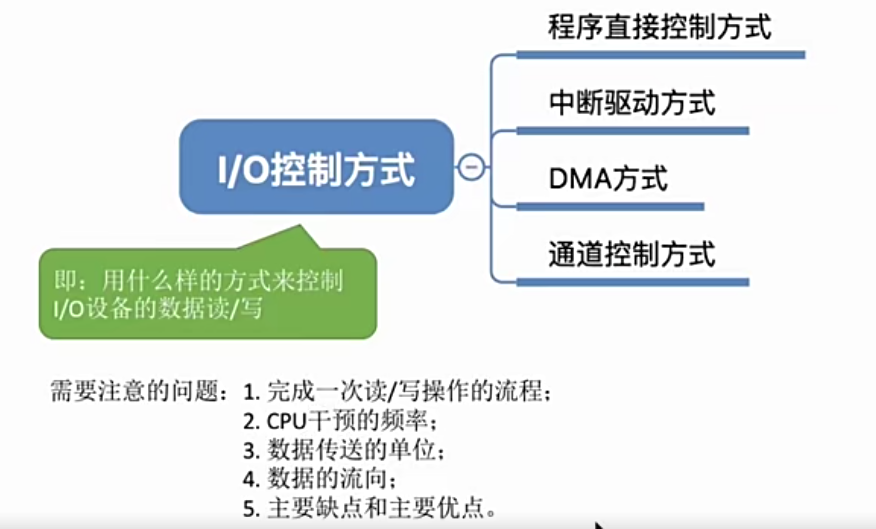 程序直接控制方式
中断驱动方式
I/O控制方式
DMA方式
通道控制方式
即：用什么样的方式来控制
I/O设备的数据读/写
需要注意的问题：1. 完成一次读/写操作的流程；
2. CPU干预的频率；
3. 数据传送的单位；
4. 数据的流向；
5. 主要缺点和主要优点。